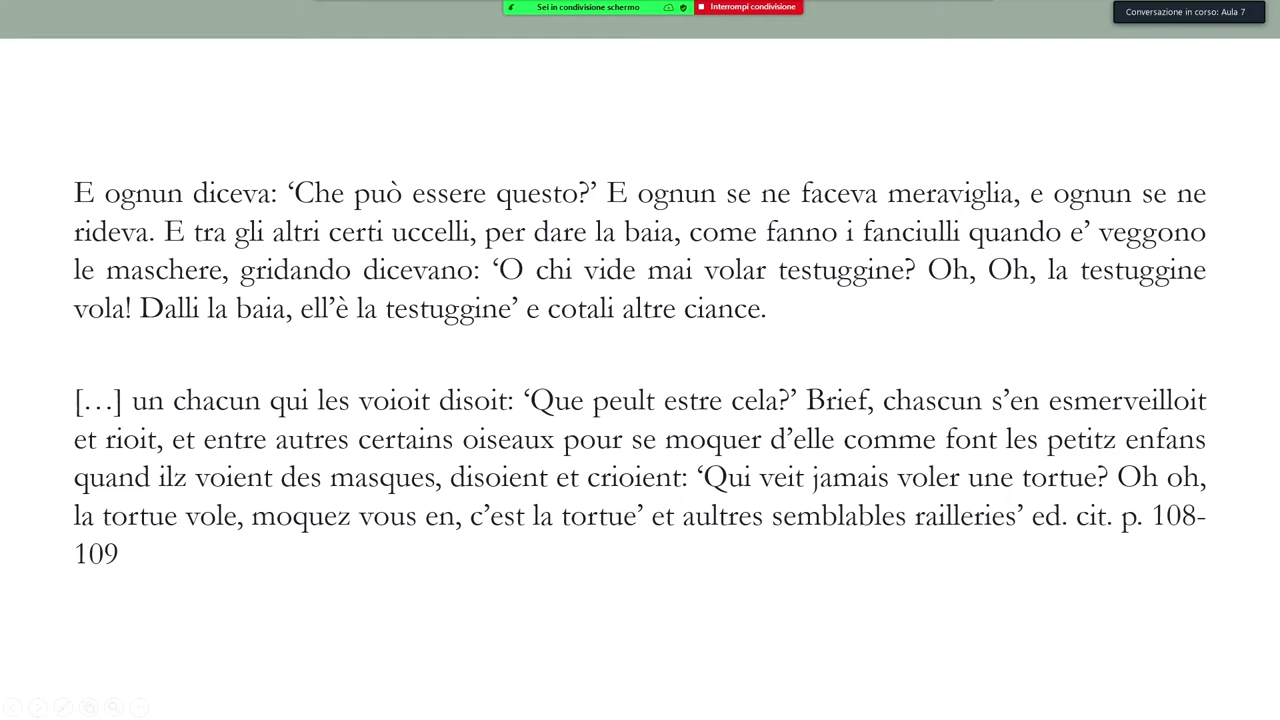 Sei in condivisione schermo
Interrompi condivisione
Conversazione in corso: Aula 7
E ognun diceva: ‘Che può essere questo?’ E ognun se ne faceva meraviglia, e ognun se ne
rideva. E tra gli altri certi uccelli, per dare la baia, come fanno i fanciulli quando e’ veggono
le maschere, gridando dicevano: ‘O chi vide mai volar testuggine? Oh, Oh, la testuggine
vola! Dalli la baia, ell’è la testuggine’ e cotali altre ciance.
[…] un chacun qui les voioit disoit: ‘Que peult estre cela?’ Brief, chascun s’en esmerveilloit
et rioit, et entre autres certains oiseaux pour se moquer d’elle comme font les petitz enfans
quand ilz voient des masques, disoient et crioient: ‘Qui veit jamais voler une tortue? Oh oh,
la tortue vole, moquez vous en, c’est la tortue’ et aultres semblables railleries’ ed. cit. p. 108-
109